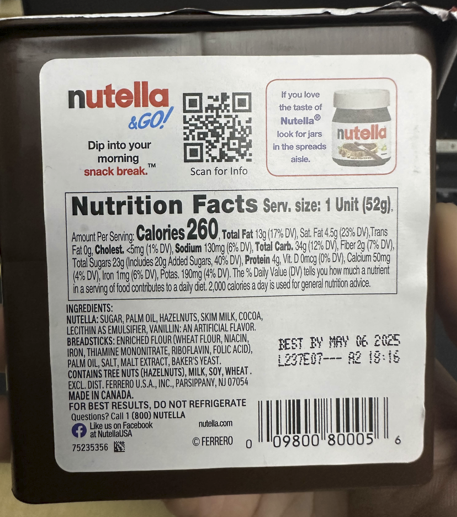 nutella
&GO!
Dip into your
morning
snack break.™
Scan for Info
If you love
the taste of
Nutella®
look for jars
in the spreads
aisle.
nutella
Nutrition Facts Serv. size: 1 Unit (52g),
Amount Per Serving: Calories 260, Total Fat 13g (17% DV), Sat. Fat 4.5g (23% DV), Trans
Fat 0g, Cholest. <5mg (1% DV), Sodium 130mg (6% DV), Total Carb. 34g (12% DV), Fiber 2g (7% DV),
Total Sugars 23g (Includes 20g Added Sugars, 40% DV), Protein 4g, Vit. D 0mcg (0% DV), Calcium 50mg
(4% DV), Iron 1mg (6% DV), Potas. 190mg (4% DV). The % Daily Value (DV) tells you how much a nutrient
in a serving of food contributes to a daily diet. 2,000 calories a day is used for general nutrition advice.
INGREDIENTS:
NUTELLA: SUGAR, PALM OIL, HAZELNUTS, SKIM MILK, COCOA,
LECITHIN AS EMULSIFIER, VANILLIN: AN ARTIFICIAL FLAVOR.
BREADSTICKS: ENRICHED FLOUR (WHEAT FLOUR, NIACIN,
IRON, THIAMINE MONONITRATE, RIBOFLAVIN, FOLIC ACID),
PALM OIL, SALT, MALT EXTRACT, BAKER'S YEAST.
CONTAINS TREE NUTS (HAZELNUTS), MILK, SOY, WHEAT.
EXCL. DIST. FERRERO U.S.A., INC., PARSIPPANY, NJ 07054
MADE IN CANADA.
FOR BEST RESULTS, DO NOT REFRIGERATE
Questions? Call 1 (800) NUTELLA
Like us on Facebook
at NutellaUSA
75235356
nutella.com
© FERRERO
BEST BY MAY 06 2025
L237E07--- A2 18:16
0 09800 80005 6